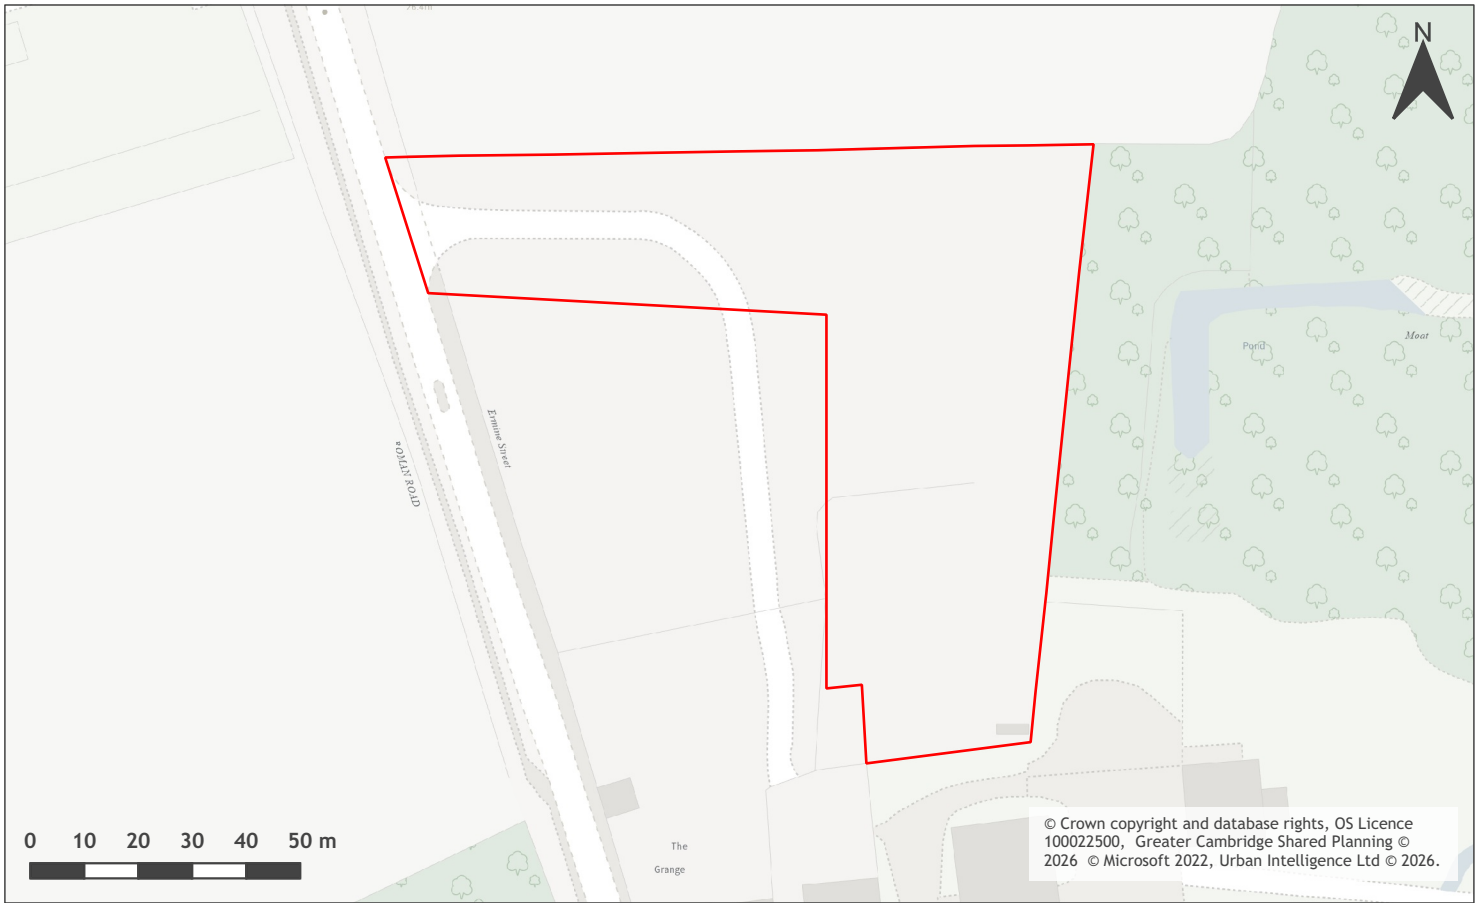 N
Pond
Moat
Ermine Street
ROMAN ROAD
The
Grange
0 10 20 30 40 50 m
© Crown copyright and database rights, OS Licence
100022500, Greater Cambridge Shared Planning ©
2026 © Microsoft 2022, Urban Intelligence Ltd © 2026.